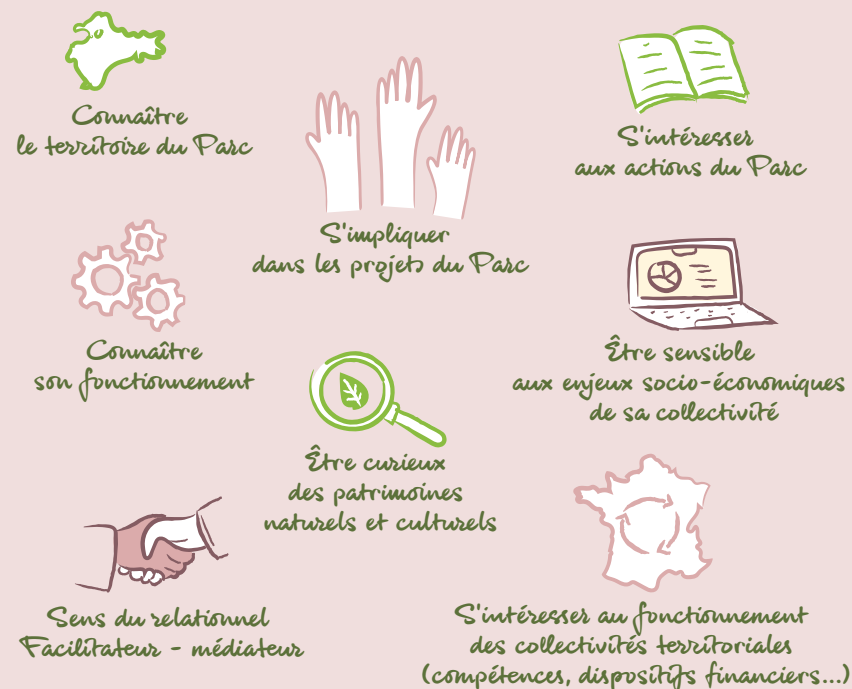 Connaître
le territoire du Parc
S'impliquer
dans les projets du Parc
S'intéresser
aux actions du Parc
Connaître
son fonctionnement
Être sensible
aux enjeux socio-économiques
de sa collectivité
Être curieux
des patrimoines
naturels et culturels
Sens du relationnel
Facilitateur - médiateur
S'intéresser au fonctionnement
des collectivités territoriales
(compétences, dispositifs financiers...)